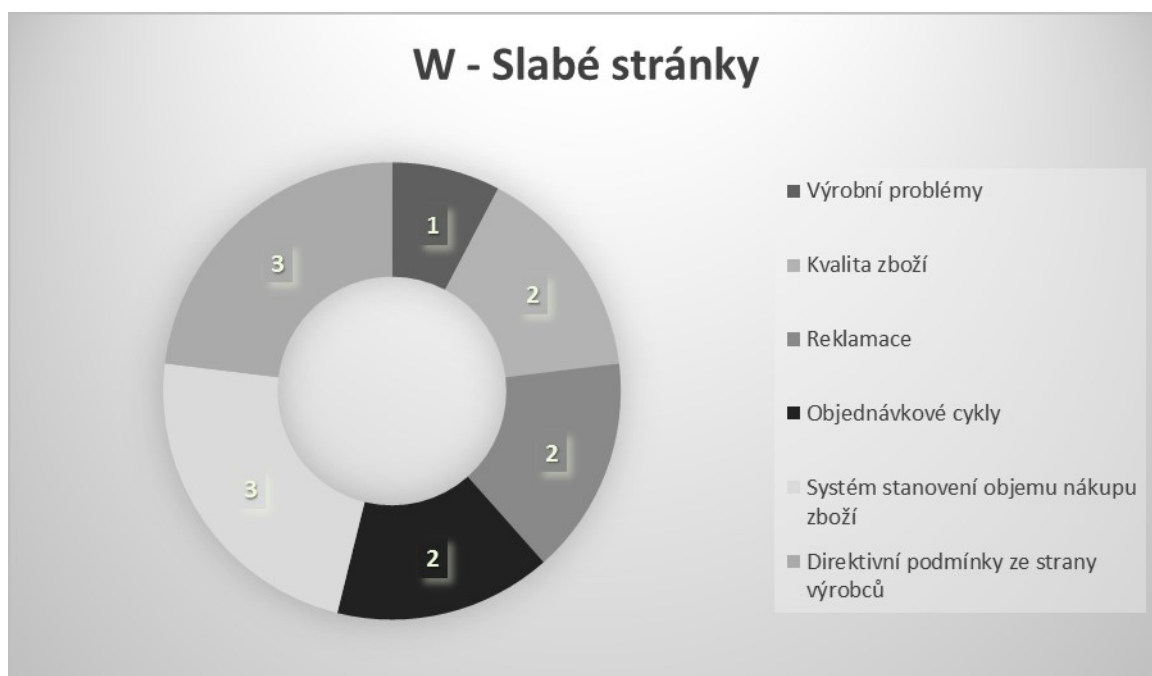 W - Slabé stránky
1
2
2
2
3
3
Výrobní problémy
Kvalita zboží
Reklamace
Objednávkové cykly
Systém stanovení objemu nákupu
zboží
Direktivní podmínky ze strany
výrobců